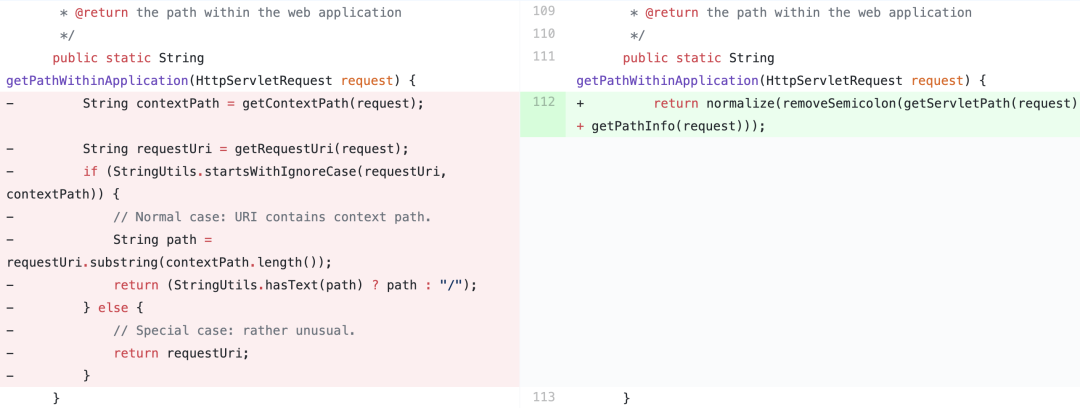 * @return the path within the web application
*/
public static String
getPathWithinApplication(HttpServletRequest request) {
-        String contextPath = getContextPath(request);
-        String requestUri = getRequestUri(request);
-        if (StringUtils.startsWithIgnoreCase(requestUri,
contextPath)) {
-            // Normal case: URI contains context path.
-            String path =
requestUri.substring(contextPath.length());
-            return (StringUtils.hasText(path) ? path : "/");
-        } else {
-            // Special case: rather unusual.
-            return requestUri;
-        }
}
109 * @return the path within the web application
110 */
111 public static String
getPathWithinApplication(HttpServletRequest request) {
112 +        return normalize(removeSemicolon(getServletPath(request)
+ getPathInfo(request)));
113 }